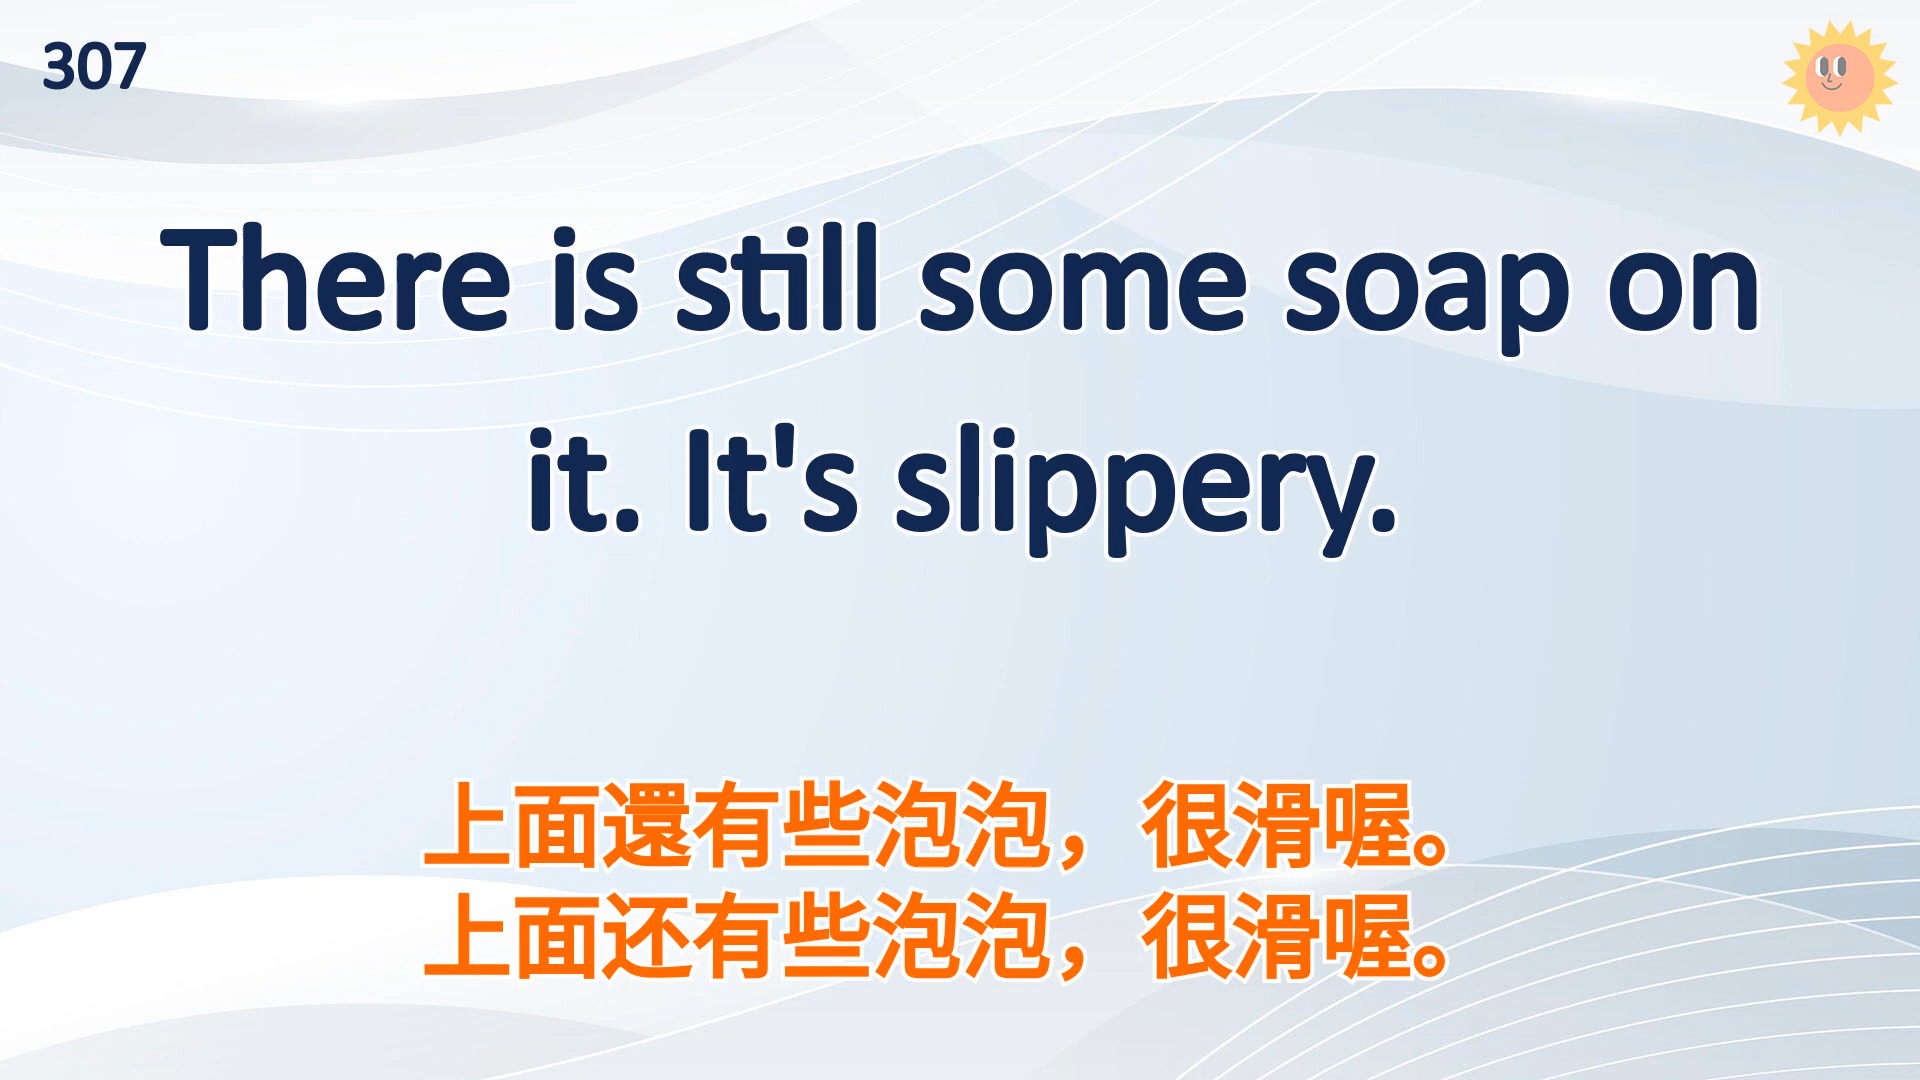 307
There is still some soap on
it. It's slippery.
上面還有些泡泡，很滑喔。
上面还有些泡泡，很滑喔。